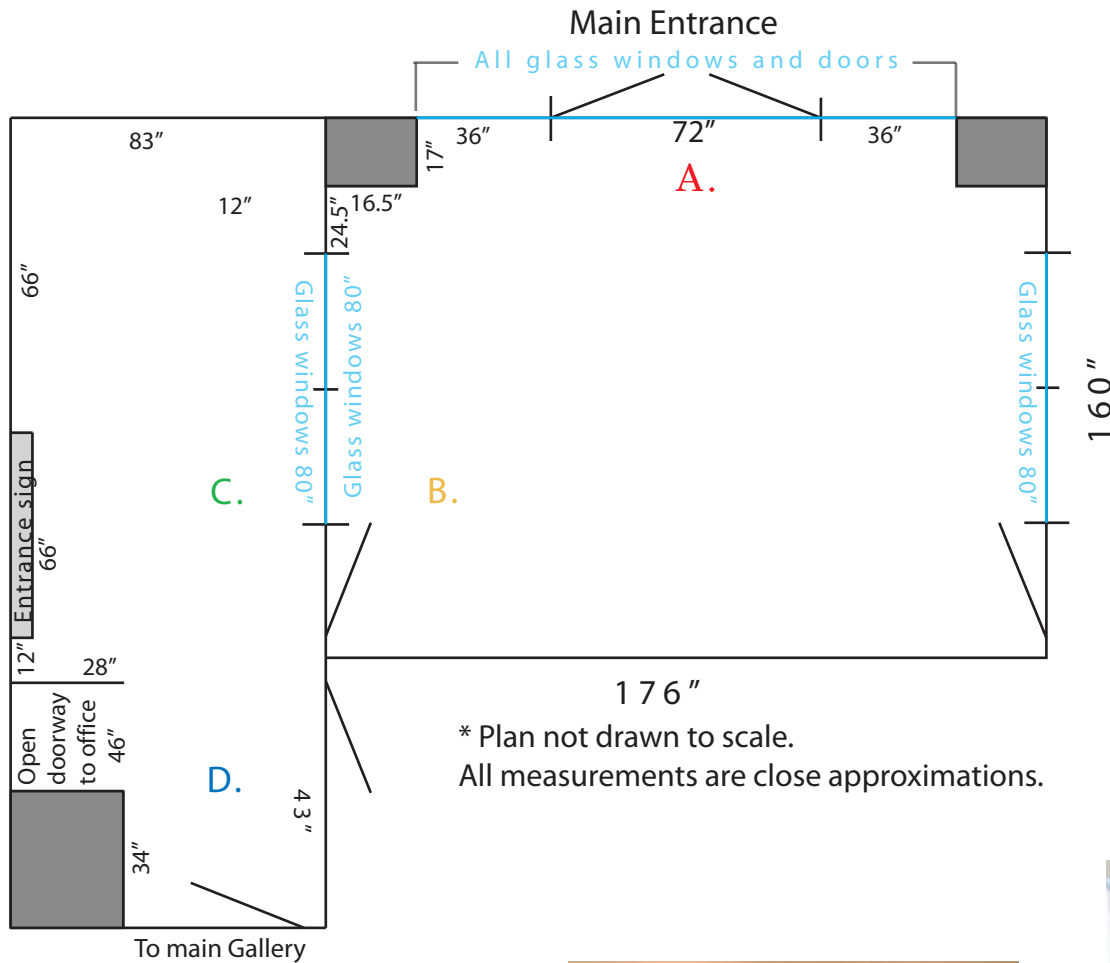 Main Entrance
All glass windows and doors
83”
36”
72”
36”
17”
A.
12”
16.5”
24.5”
66”
Glass windows 80”
Glass windows 80”
Glass windows 80”
160”
C.
B.
Entrance sign
66”
12”
28”
176”
Open
doorway
to office
46”
* Plan not drawn to scale.
All measurements are close approximations.
D.
43”
34”
To main Gallery